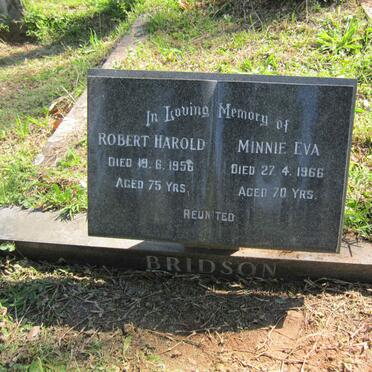 In Loving Memory of
ROBERT HAROLD
DIED 19. 6. 1956
AGED 75 YRS.
MINNIE EVA
DIED 27. 4. 1966
AGED 70 YRS.
REUNITED
BRIDSON